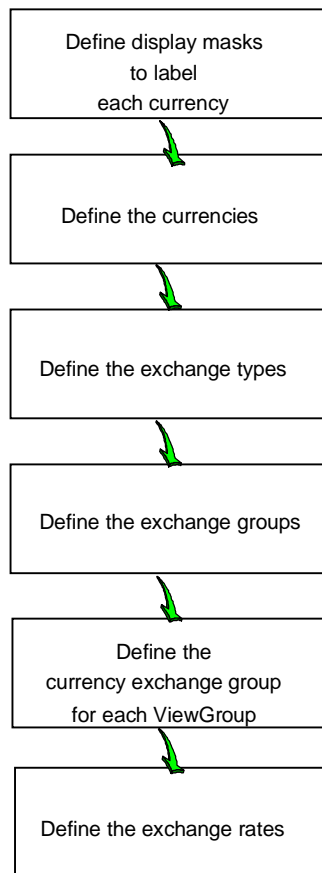 Define display masks
to label
each currency
Define the currencies
Define the exchange types
Define the exchange groups
Define the
currency exchange group
for each ViewGroup
Define the exchange rates